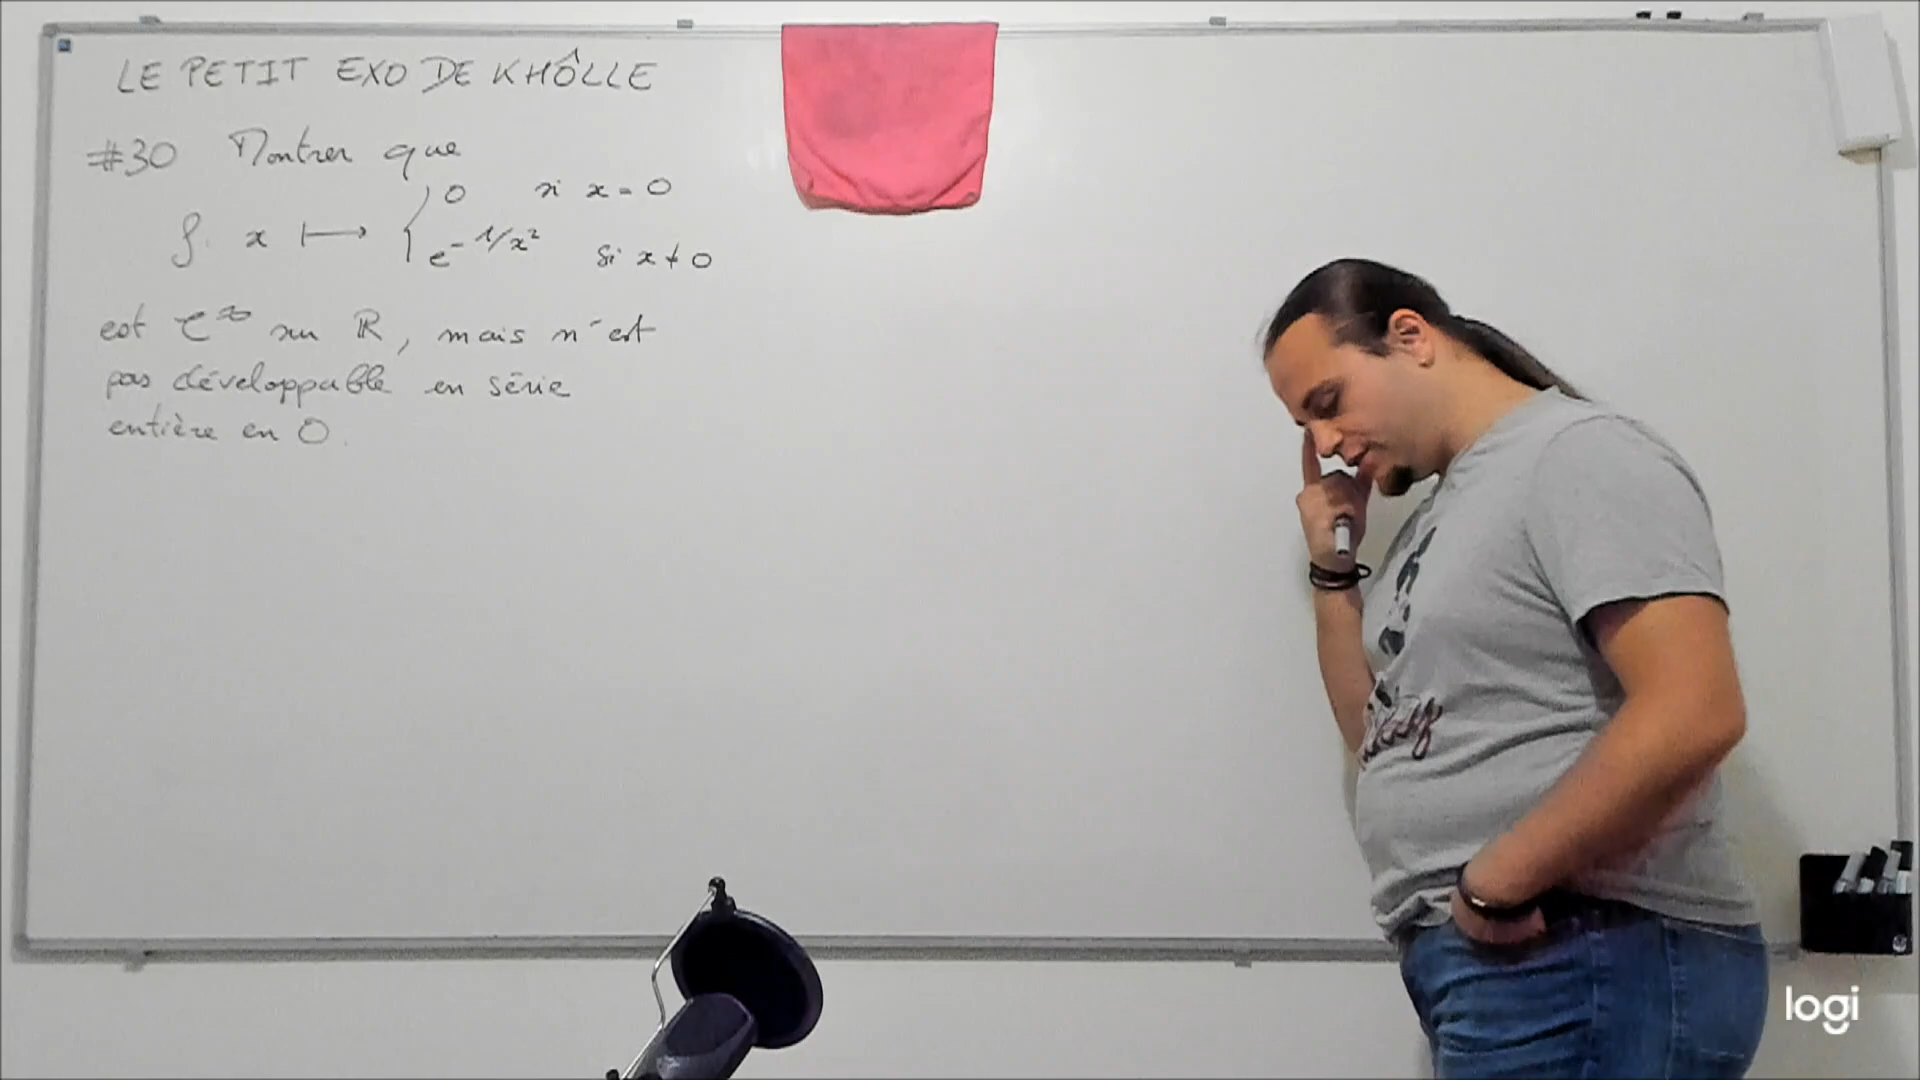 LE PETIT EXO DE KHÔLLE
#30 Montrer que
f: x ⟼ { 0 si x = 0
e^{-1/x²} si x ≠ 0
est C^∞ sur ℝ, mais n'est
pas développable en série
entière en 0.
logi